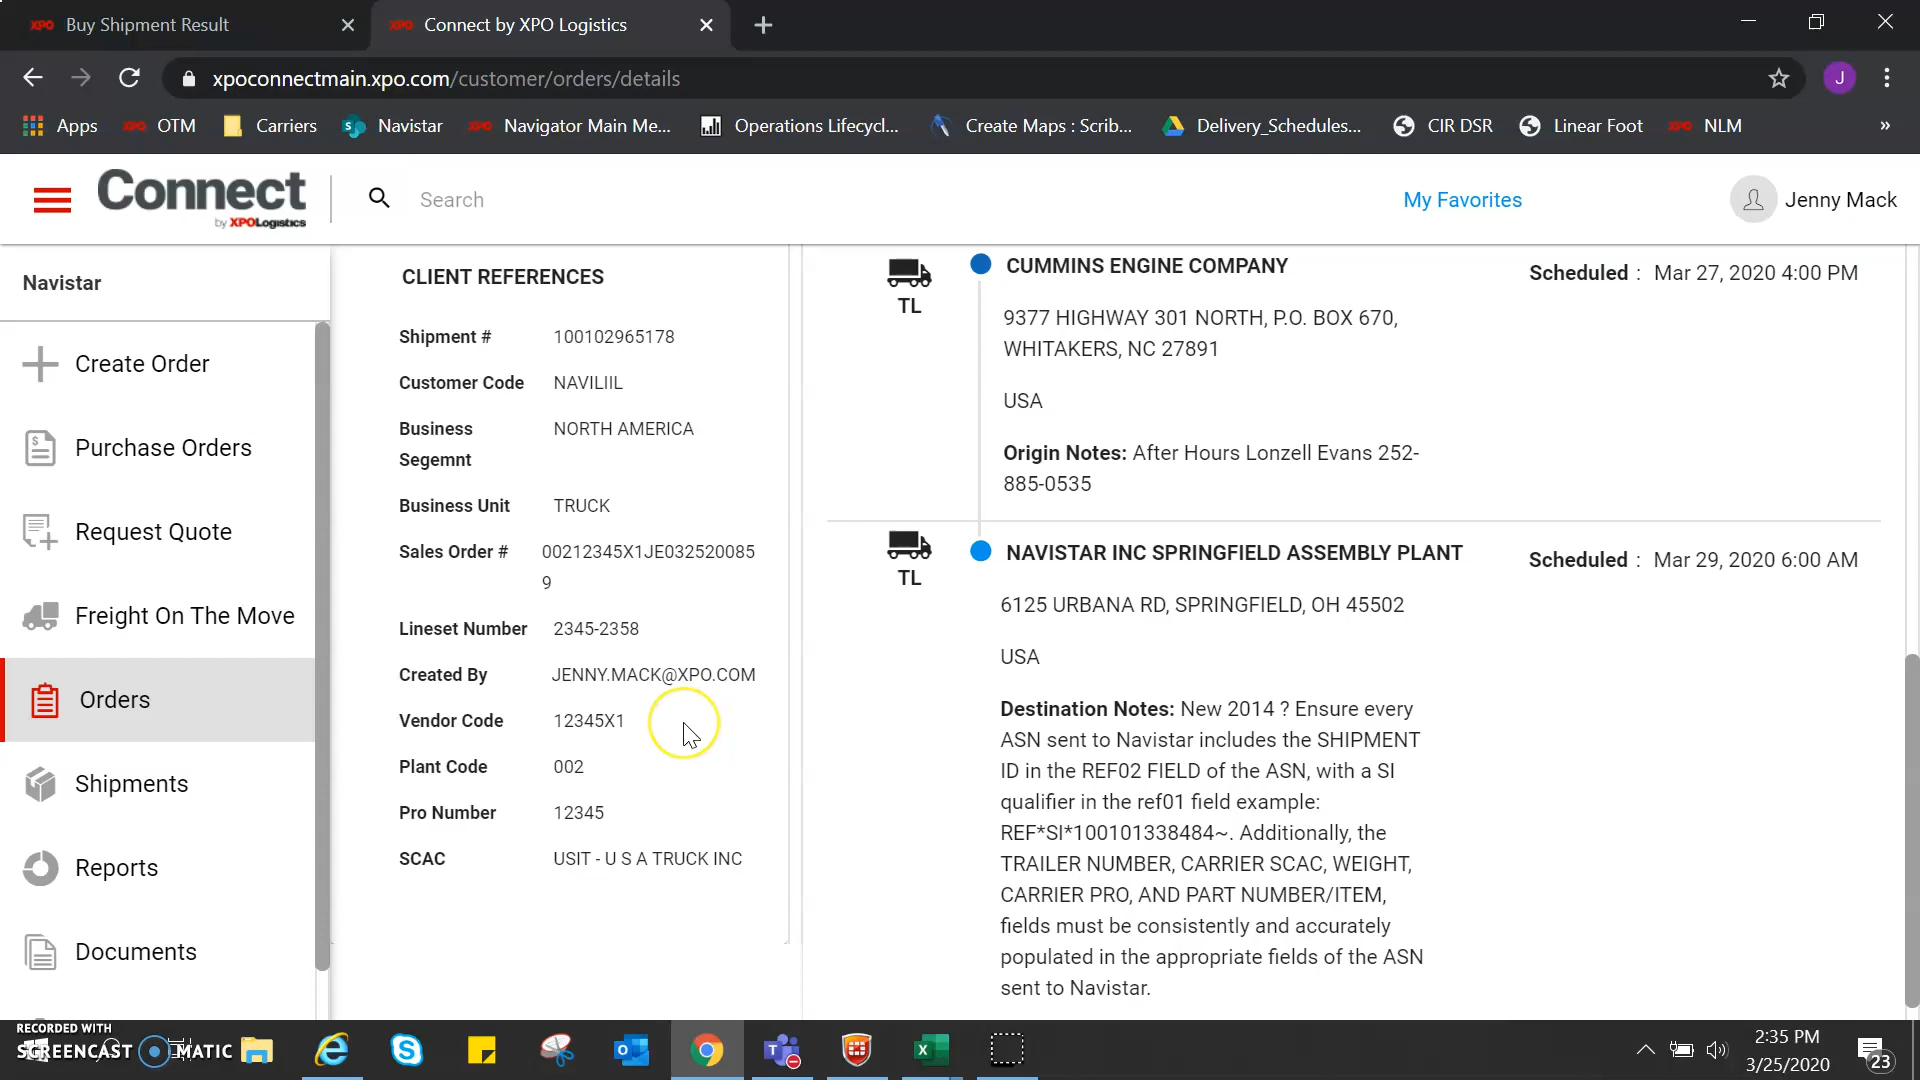 XPO Buy Shipment Result
XPO Connect by XPO Logistics
xpoconnectmain.xpo.com/customer/orders/details
J
Apps
XPO OTM
Carriers
S Navistar
XPO Navigator Main Me...
Operations Lifecycl...
Create Maps : Scrib...
Delivery_Schedules...
CIR DSR
Linear Foot
XPO NLM
»
Connect
by XPOLogistics
Search
My Favorites
Jenny Mack
Navistar
Create Order
Purchase Orders
Request Quote
Freight On The Move
Orders
Shipments
Reports
Documents
CLIENT REFERENCES
Shipment # 100102965178
Customer Code NAVILIIL
Business NORTH AMERICA
Segemnt
Business Unit TRUCK
Sales Order # 00212345X1JE032520085
9
Lineset Number 2345-2358
Created By JENNY.MACK@XPO.COM
Vendor Code 12345X1
Plant Code 002
Pro Number 12345
SCAC USIT - U S A TRUCK INC
TL
CUMMINS ENGINE COMPANY
Scheduled : Mar 27, 2020 4:00 PM
9377 HIGHWAY 301 NORTH, P.O. BOX 670,
WHITAKERS, NC 27891
USA
Origin Notes: After Hours Lonzell Evans 252-
885-0535
TL
NAVISTAR INC SPRINGFIELD ASSEMBLY PLANT
Scheduled : Mar 29, 2020 6:00 AM
6125 URBANA RD, SPRINGFIELD, OH 45502
USA
Destination Notes: New 2014 ? Ensure every
ASN sent to Navistar includes the SHIPMENT
ID in the REF02 FIELD of the ASN, with a SI
qualifier in the ref01 field example:
REF*SI*100101338484~. Additionally, the
TRAILER NUMBER, CARRIER SCAC, WEIGHT,
CARRIER PRO, AND PART NUMBER/ITEM,
fields must be consistently and accurately
populated in the appropriate fields of the ASN
sent to Navistar.
RECORDED WITH
SCREENCAST MATIC
2:35 PM
3/25/2020
23